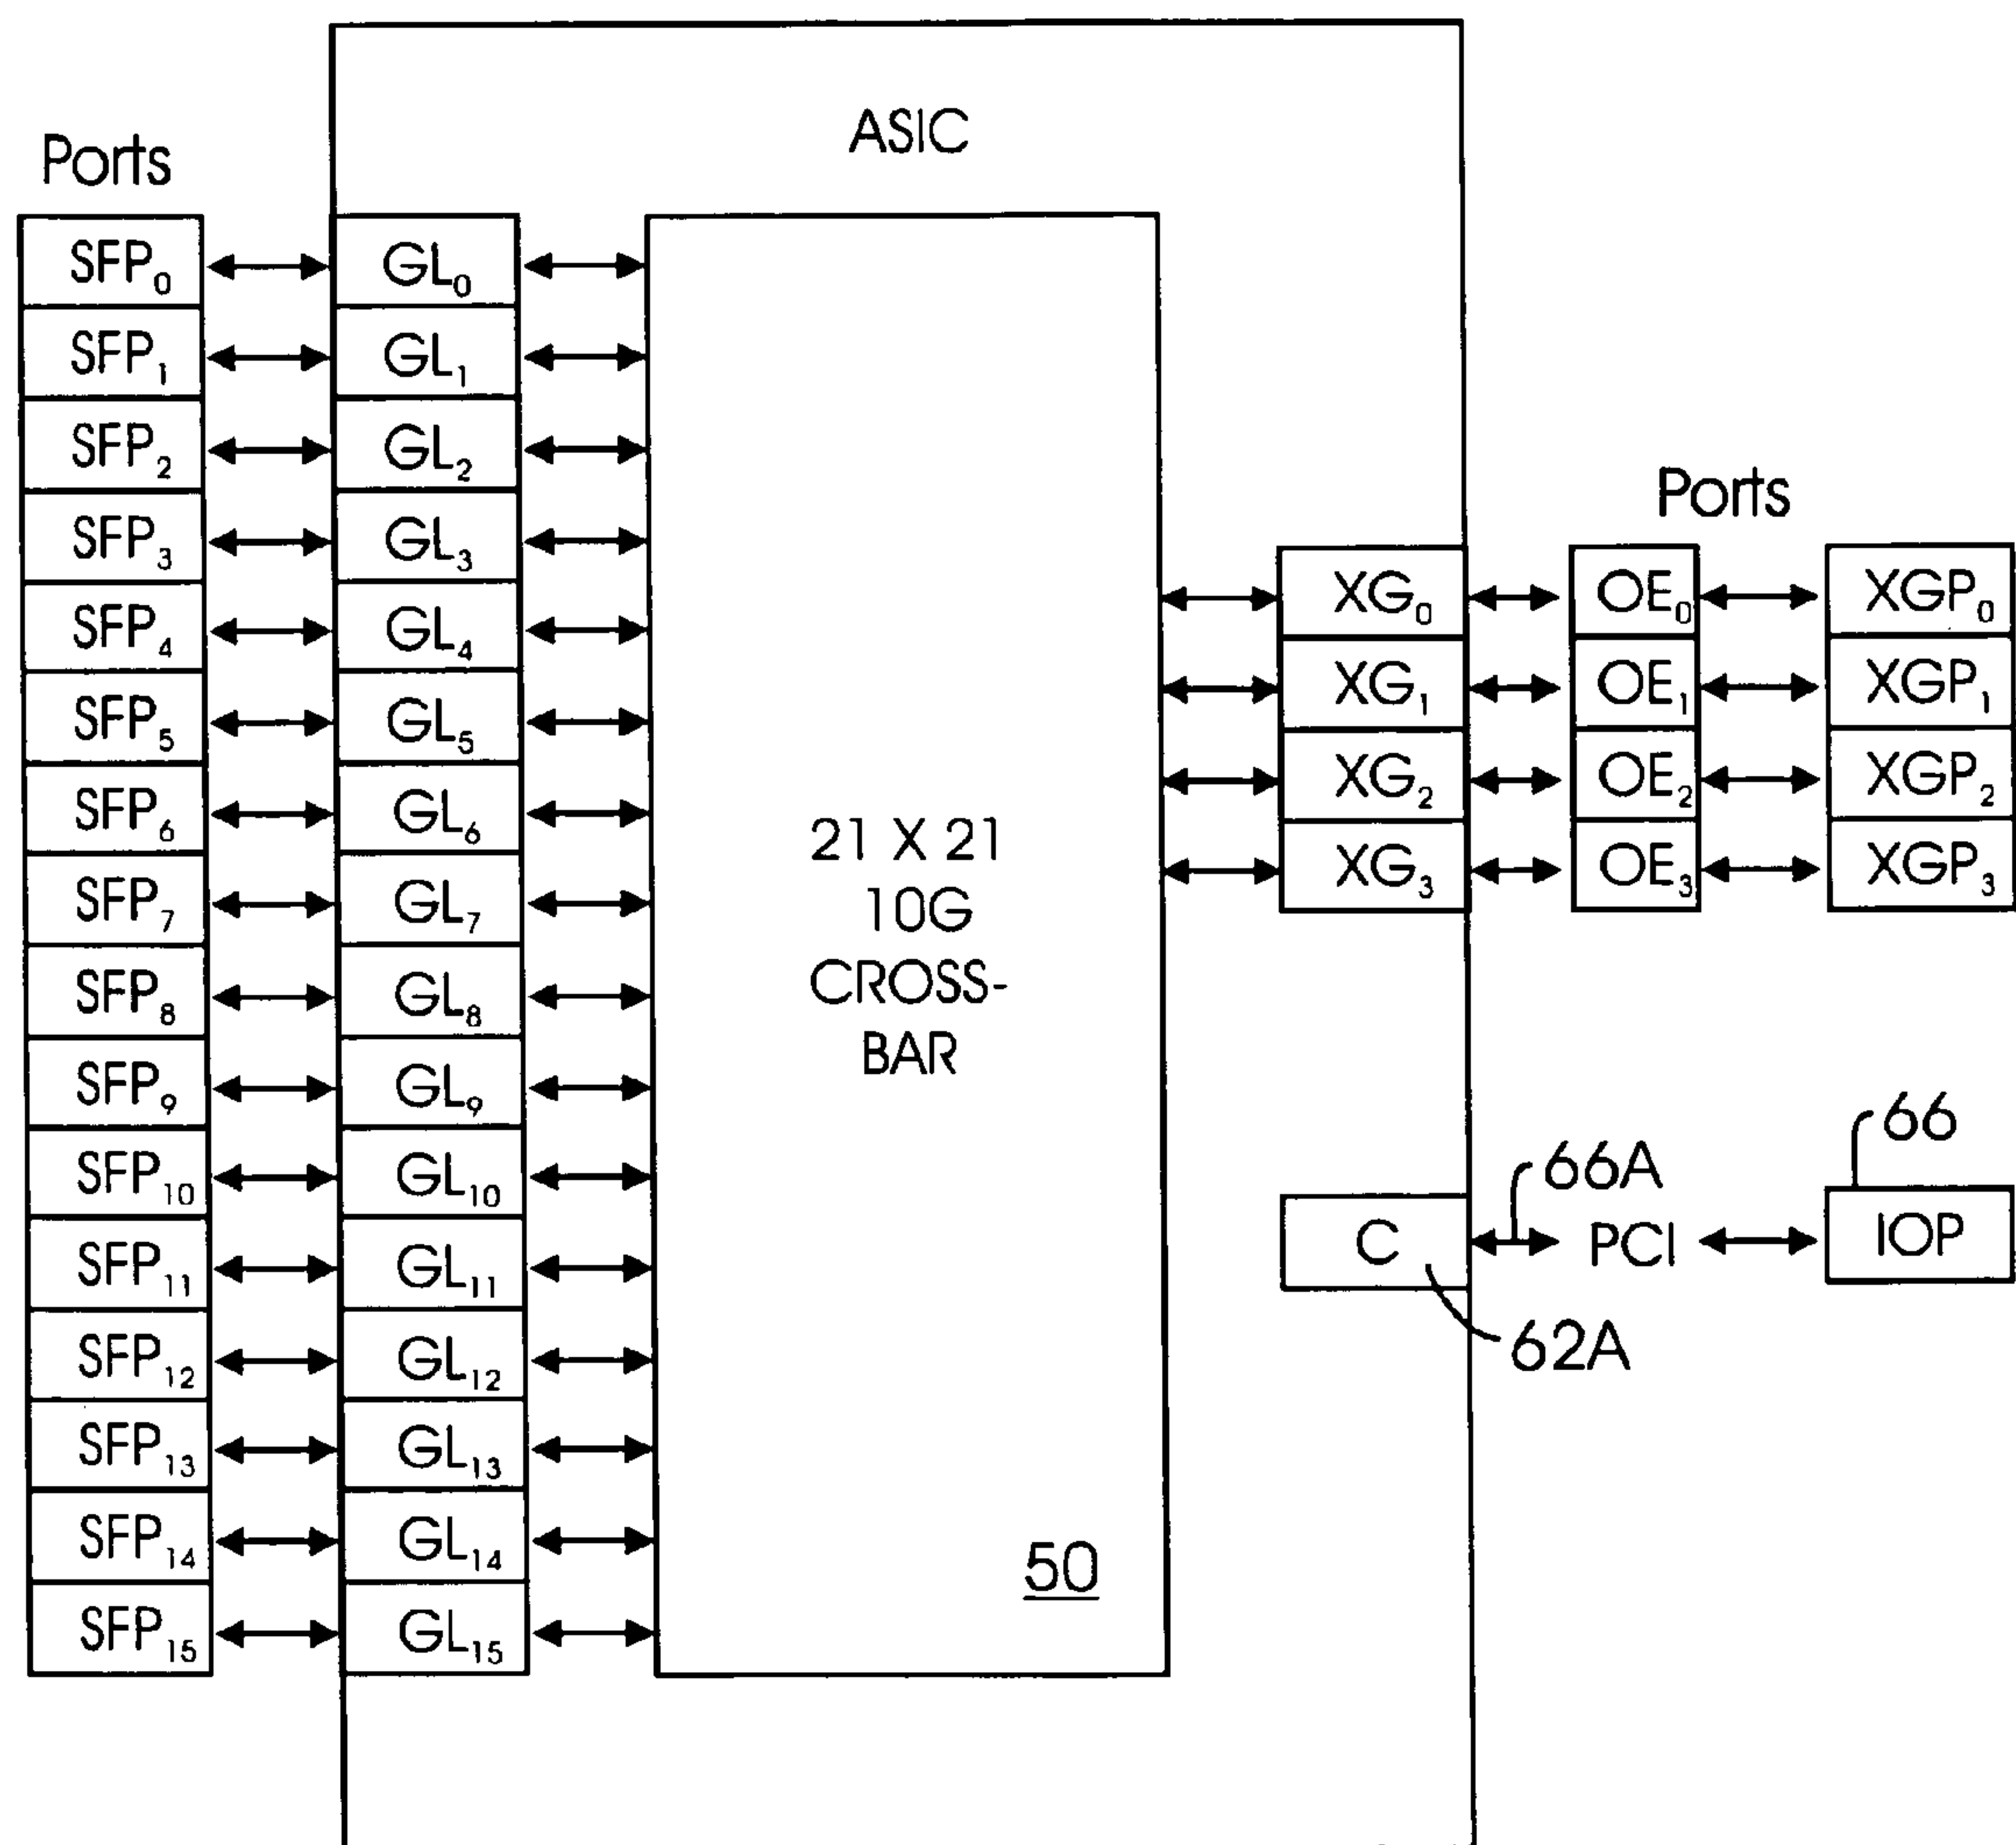 ASIC
Ports
SFP₀ GL₀
SFP₁ GL₁
SFP₂ GL₂
SFP₃ GL₃
SFP₄ GL₄
SFP₅ GL₅
SFP₆ GL₆
SFP₇ GL₇
SFP₈ GL₈
SFP₉ GL₉
SFP₁₀ GL₁₀
SFP₁₁ GL₁₁
SFP₁₂ GL₁₂
SFP₁₃ GL₁₃
SFP₁₄ GL₁₄
SFP₁₅ GL₁₅
21 X 21
10G
CROSS-
BAR
50
Ports
XG₀ OE₀ XGP₀
XG₁ OE₁ XGP₁
XG₂ OE₂ XGP₂
XG₃ OE₃ XGP₃
66
66A
C PCI IOP
62A